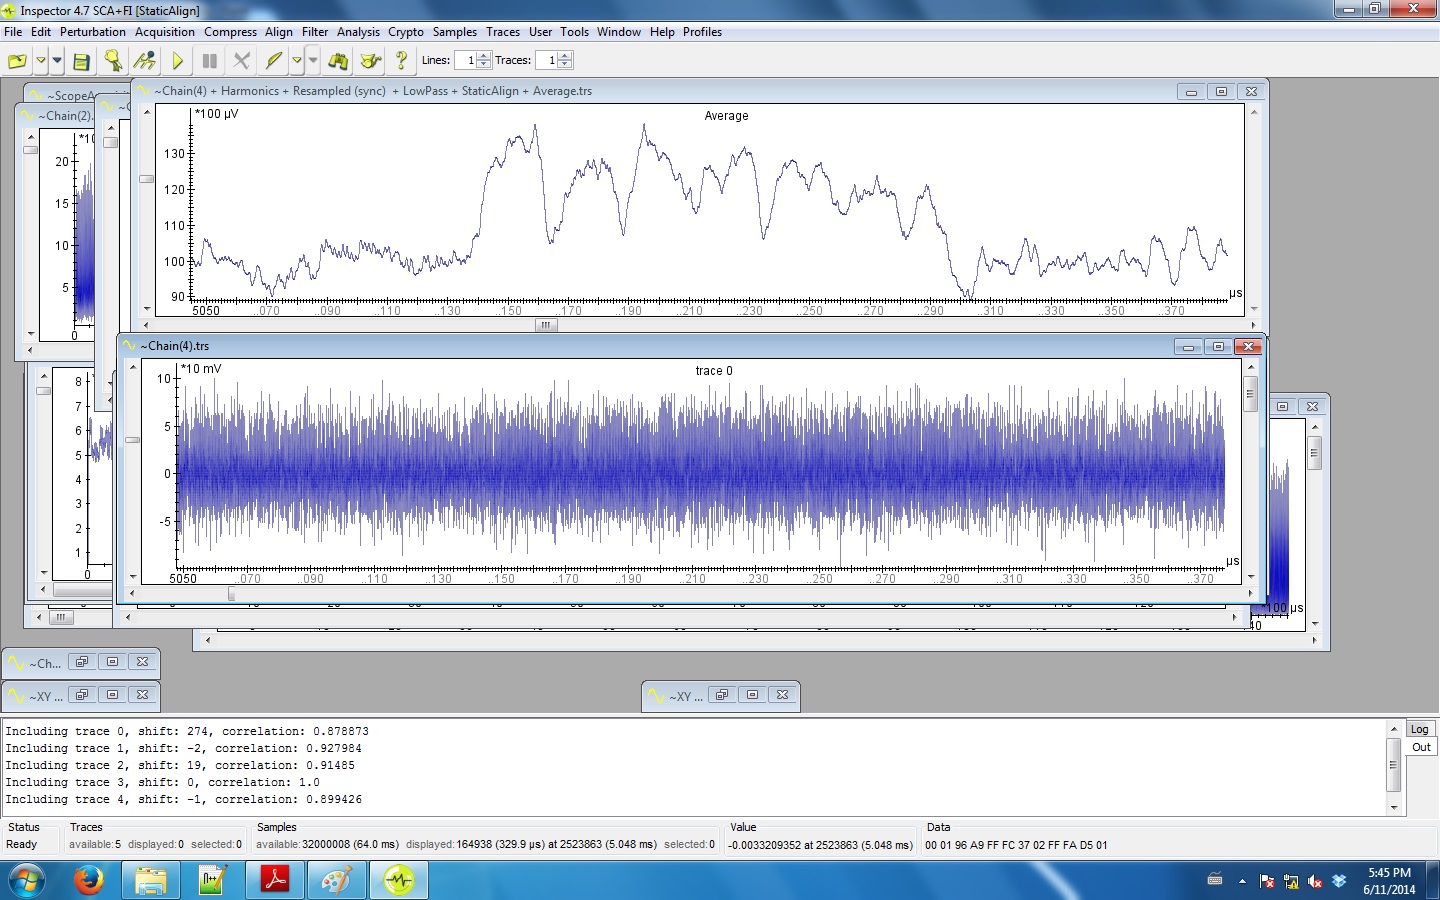 Inspector 4.7 SCA+FI [StaticAlign]
File Edit Perturbation Acquisition Compress Align Filter Analysis Crypto Samples Traces User Tools Window Help Profiles
Lines: 1 Traces: 1
~ScopeA
~Chain(2).
~C
~Chain(4) + Harmonics + Resampled (sync) + LowPass + StaticAlign + Average.trs
*100 µV
Average
130
120
110
100
90
µs
5050 ..070 ..090 ..110 ..130 ..150 ..170 ..190 ..210 ..230 ..250 ..270 ..290 ..310 ..330 ..350 ..370
20
15
10
5
0
~Chain(4).trs
*10 mV
trace 0
10
5
0
-5
µs
5050 ..070 ..090 ..110 ..130 ..150 ..170 ..190 ..210 ..230 ..250 ..270 ..290 ..310 ..330 ..350 ..370
8
7
6
5
4
3
2
1
0
*100 µs
~Ch...
~XY ...
~XY ...
Including trace 0, shift: 274, correlation: 0.878873
Including trace 1, shift: -2, correlation: 0.927984
Including trace 2, shift: 19, correlation: 0.91485
Including trace 3, shift: 0, correlation: 1.0
Including trace 4, shift: -1, correlation: 0.899426
Log
Out
Status Traces Samples Value Data
Ready available: 5 displayed: 0 selected: 0 available: 32000008 (64.0 ms) displayed: 164938 (329.9 µs) at 2523863 (5.048 ms) selected: 0 -0.0033209352 at 2523863 (5.048 ms) 00 01 96 A9 FF FC 37 02 FF FA D5 01
5:45 PM
6/11/2014